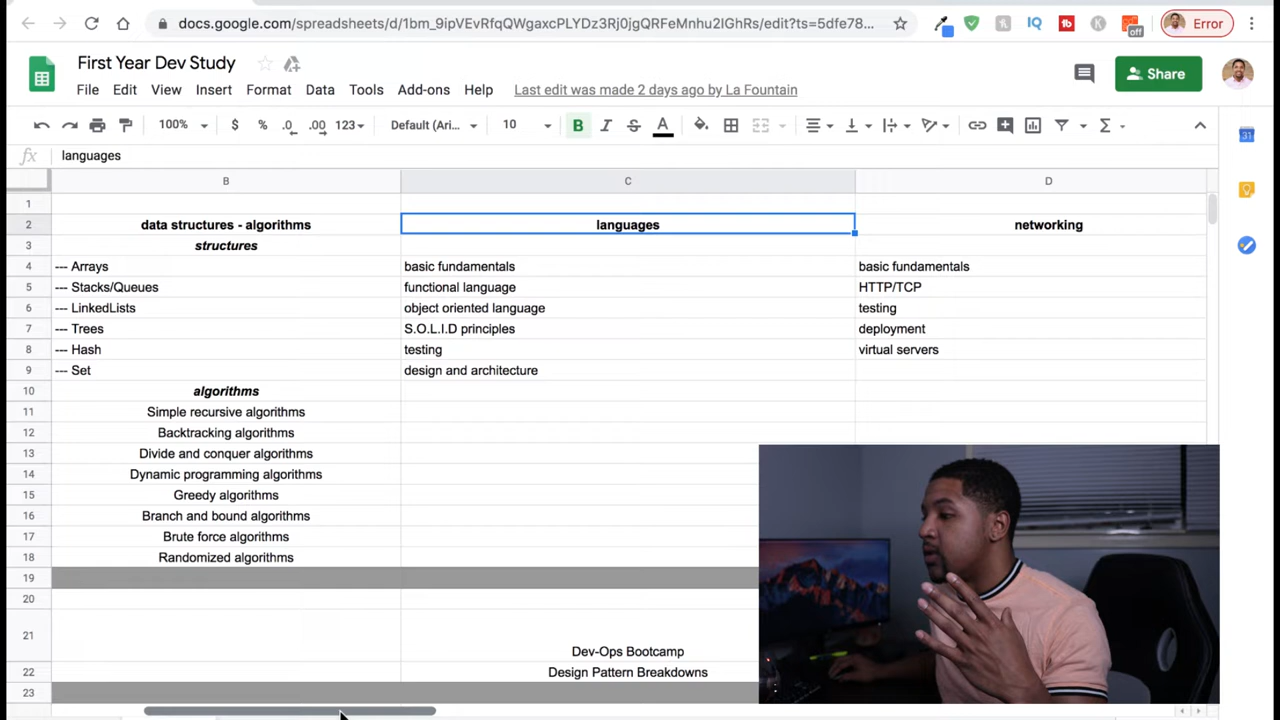 docs.google.com/spreadsheets/d/1bm_9ipVEvRfqQWgaxcPLYDz3Rj0jgQRFeMnhu2IGhRs/edit?ts=5dfe78...
off
Error
First Year Dev Study
File Edit View Insert Format Data Tools Add-ons Help Last edit was made 2 days ago by La Fountain
Share
100% $ % .0 .00 123 Default (Ari... 10 B I S A
fx languages
B C D
1
2 data structures - algorithms languages networking
3 structures
4 --- Arrays basic fundamentals basic fundamentals
5 --- Stacks/Queues functional language HTTP/TCP
6 --- LinkedLists object oriented language testing
7 --- Trees S.O.L.I.D principles deployment
8 --- Hash testing virtual servers
9 --- Set design and architecture
10 algorithms
11 Simple recursive algorithms
12 Backtracking algorithms
13 Divide and conquer algorithms
14 Dynamic programming algorithms
15 Greedy algorithms
16 Branch and bound algorithms
17 Brute force algorithms
18 Randomized algorithms
19
20
21 Dev-Ops Bootcamp
22 Design Pattern Breakdowns
23
31